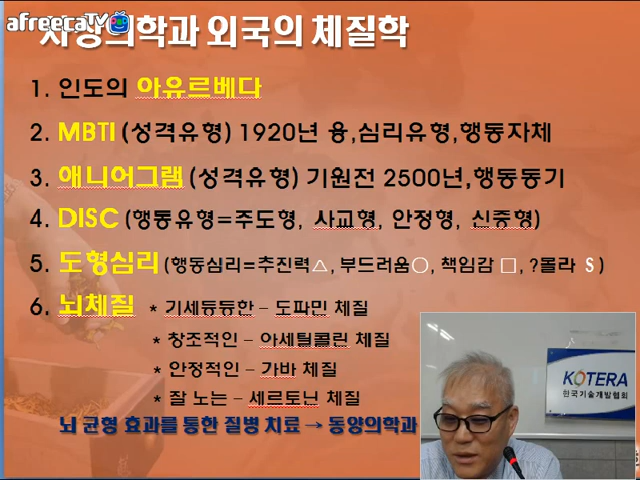 afreecaTV
사상의학과 외국의 체질학
1. 인도의 아유르베다
2. MBTI (성격유형) 1920년 융,심리유형,행동자체
3. 애니어그램 (성격유형) 기원전 2500년,행동동기
4. DISC (행동유형=주도형, 사교형, 안정형, 신중형)
5. 도형심리 (행동심리=추진력△, 부드러움○, 책임감 □, ?몰라 S )
6. 뇌체질 * 기세등등한 – 도파민 체질
* 창조적인 – 아세틸콜린 체질
* 안정적인 – 가바 체질
* 잘 노는 – 세르토닌 체질
뇌 균형 효과를 통한 질병 치료 → 동양의학과
KOTERA
한국기술개발협회